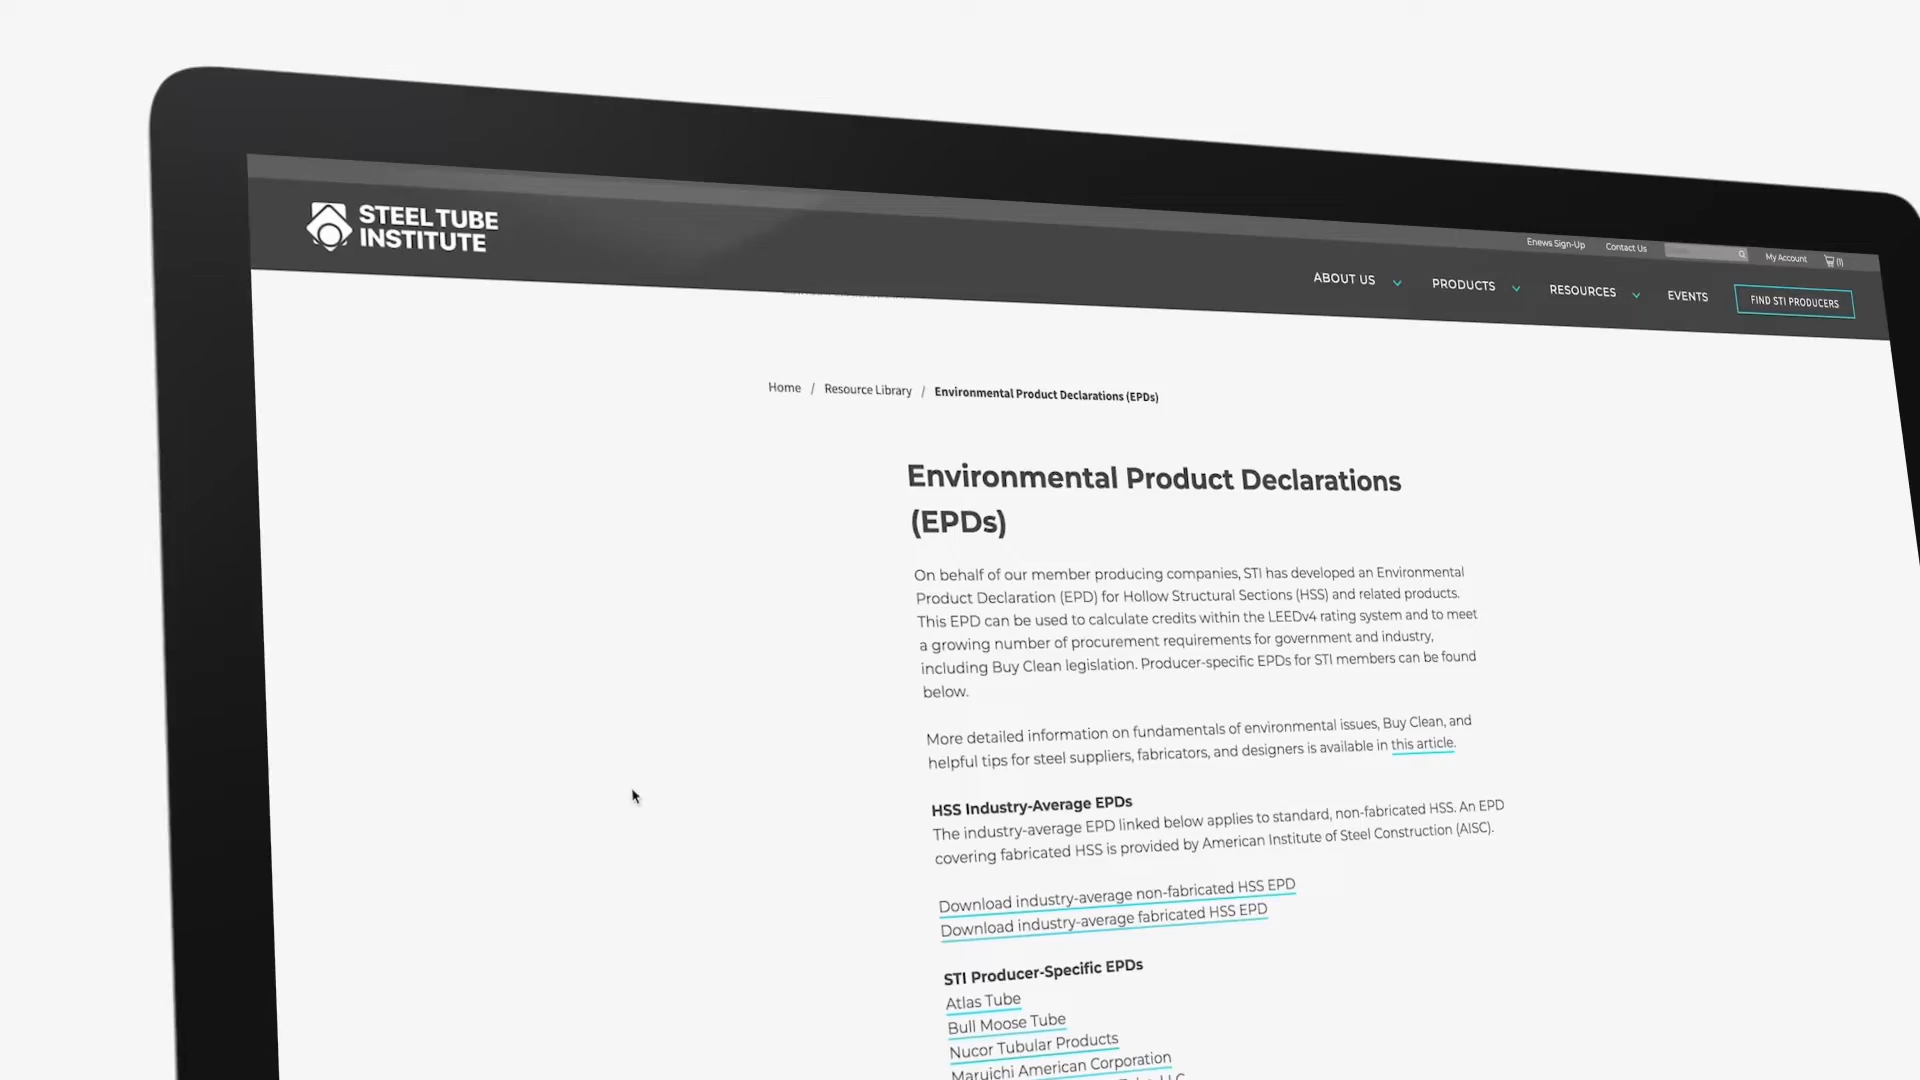 STEEL TUBE
INSTITUTE
Enews Sign-Up Contact Us My Account (1)
ABOUT US PRODUCTS RESOURCES EVENTS FIND STI PRODUCERS
Home / Resource Library / Environmental Product Declarations (EPDs)
Environmental Product Declarations
(EPDs)
On behalf of our member producing companies, STI has developed an Environmental
Product Declaration (EPD) for Hollow Structural Sections (HSS) and related products.
This EPD can be used to calculate credits within the LEEDv4 rating system and to meet
a growing number of procurement requirements for government and industry,
including Buy Clean legislation. Producer-specific EPDs for STI members can be found
below.
More detailed information on fundamentals of environmental issues, Buy Clean, and
helpful tips for steel suppliers, fabricators, and designers is available in this article.
HSS Industry-Average EPDs
The industry-average EPD linked below applies to standard, non-fabricated HSS. An EPD
covering fabricated HSS is provided by American Institute of Steel Construction (AISC).
Download industry-average non-fabricated HSS EPD
Download industry-average fabricated HSS EPD
STI Producer-Specific EPDs
Atlas Tube
Bull Moose Tube
Nucor Tubular Products
Maruichi American Corporation